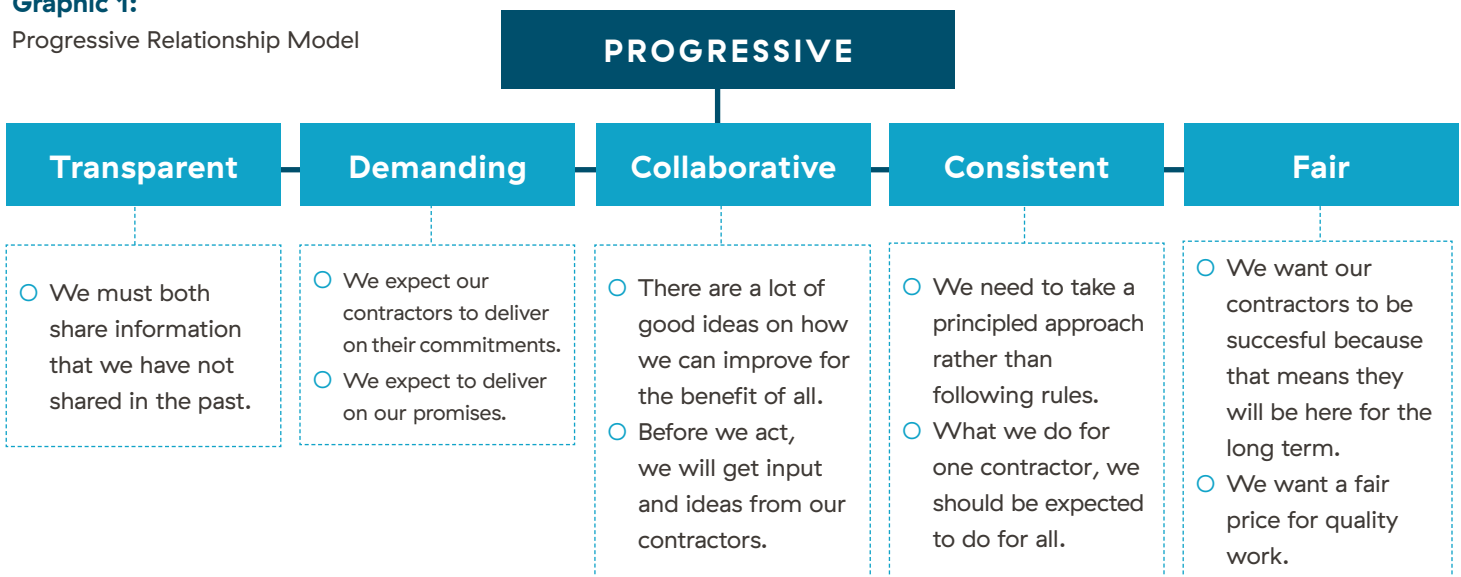 Graphic 1:
Progressive Relationship Model
PROGRESSIVE
Transparent
Demanding
Collaborative
Consistent
Fair
We must both
share information
that we have not
shared in the past.
We expect our
contractors to deliver
on their commitments.
We expect to deliver
on our promises.
There are a lot of
good ideas on how
we can improve for
the benefit of all.
Before we act,
we will get input
and ideas from our
contractors.
We need to take a
principled approach
rather than
following rules.
What we do for
one contractor, we
should be expected
to do for all.
We want our
contractors to be
succesful because
that means they
will be here for the
long term.
We want a fair
price for quality
work.